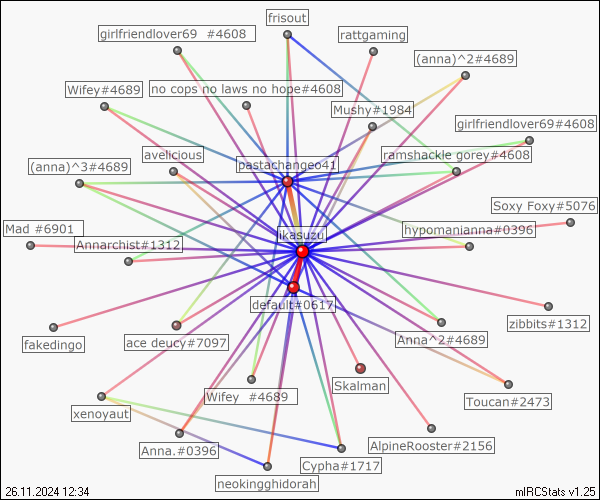 frisout
girlfriendlover69  #4608
rattgaming
(anna)^2#4689
Wifey#4689
no cops no laws no hope#4608
Mushy#1984
girlfriendlover69#4608
avelicious
(anna)^3#4689
pastachangeo41
ramshackle gorey#4608
Soxy Foxy#5076
Mad #6901
Annarchist#1312
ikasuzu
hypomanianna#0396
default#0617
zibbits#1312
fakedingo
ace deucy#7097
Anna^2#4689
Skalman
Wifey  #4689
Toucan#2473
xenoyaut
Anna.#0396
AlpineRooster#2156
Cypha#1717
neokingghidorah
26.11.2024 12:34
mIRCStats v1.25